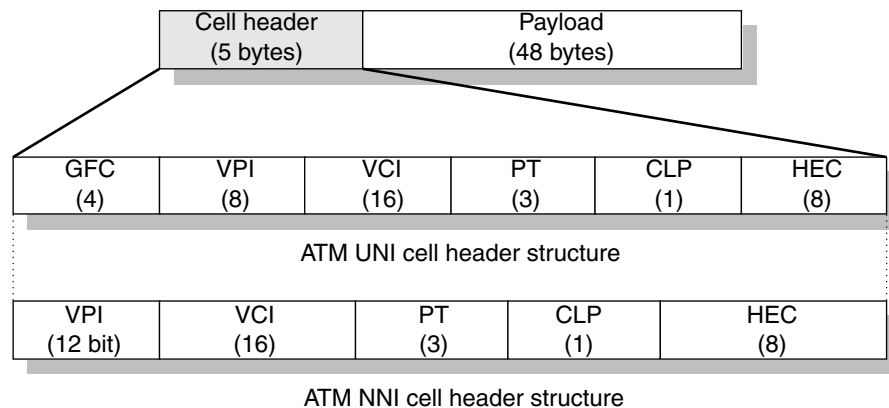 Cell header
(5 bytes)
Payload
(48 bytes)
GFC
(4)
VPI
(8)
VCI
(16)
PT
(3)
CLP
(1)
HEC
(8)
ATM UNI cell header structure
VPI
(12 bit)
VCI
(16)
PT
(3)
CLP
(1)
HEC
(8)
ATM NNI cell header structure